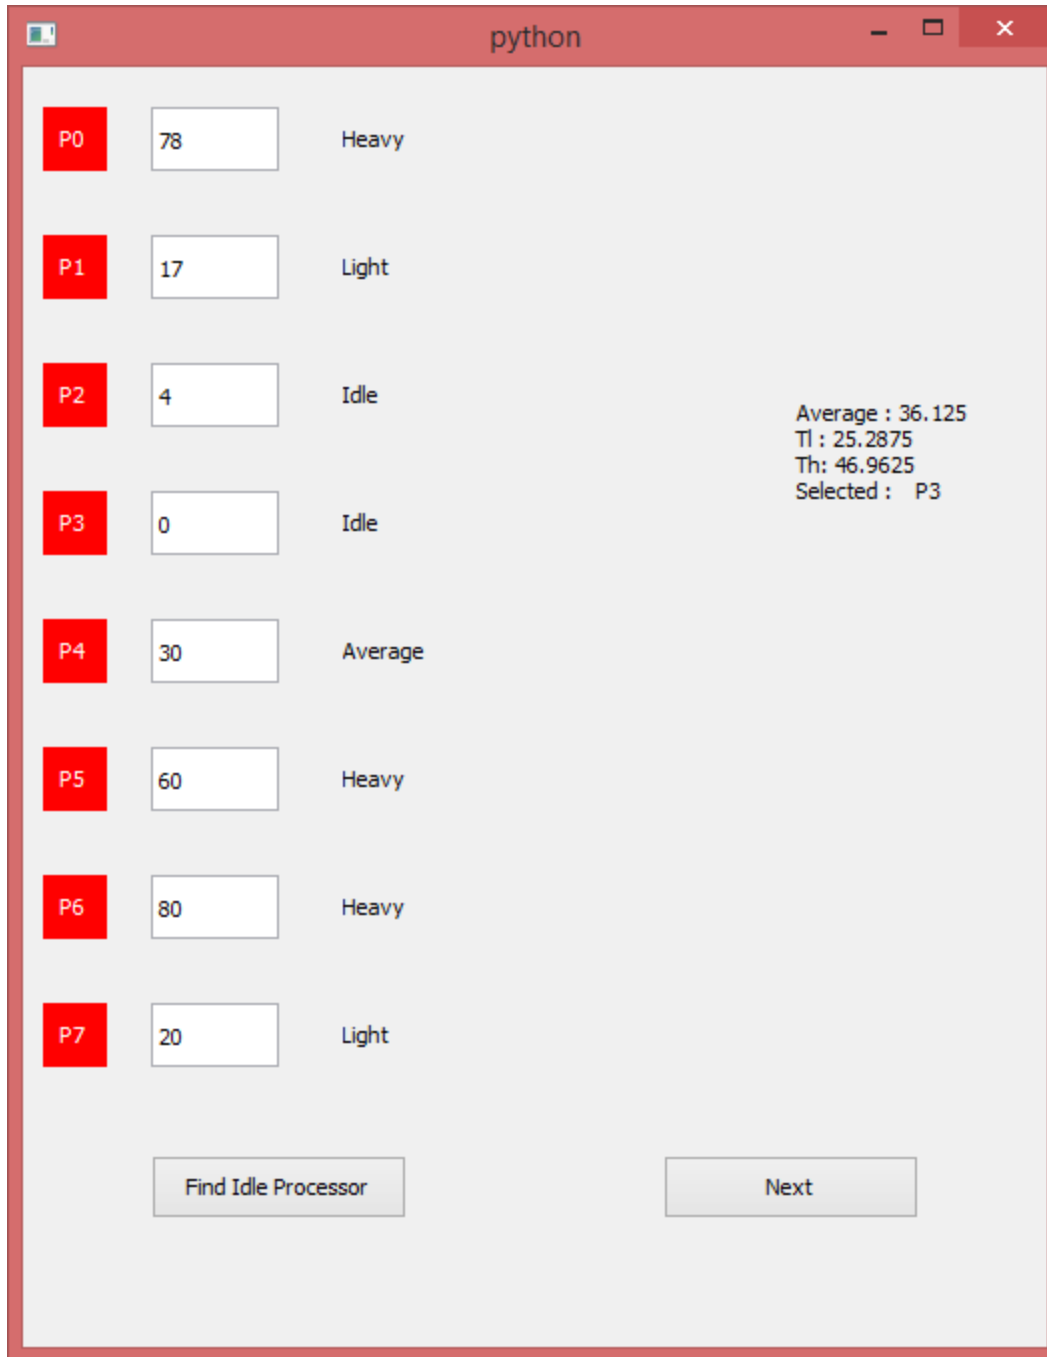 python
P0 78 Heavy
P1 17 Light
P2 4 Idle
Average : 36.125
Tl : 25.2875
Th: 46.9625
Selected : P3
P3 0 Idle
P4 30 Average
P5 60 Heavy
P6 80 Heavy
P7 20 Light
Find Idle Processor Next